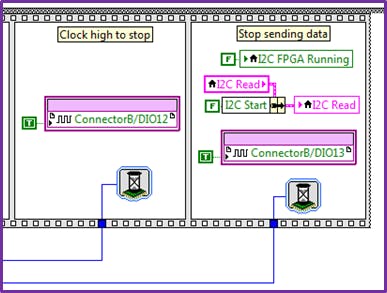 Clock high to stop
T
ConnectorB/DIO12
Stop sending data
F
I2C FPGA Running
I2C Read
F
I2C Start
I2C Read
T
ConnectorB/DIO13